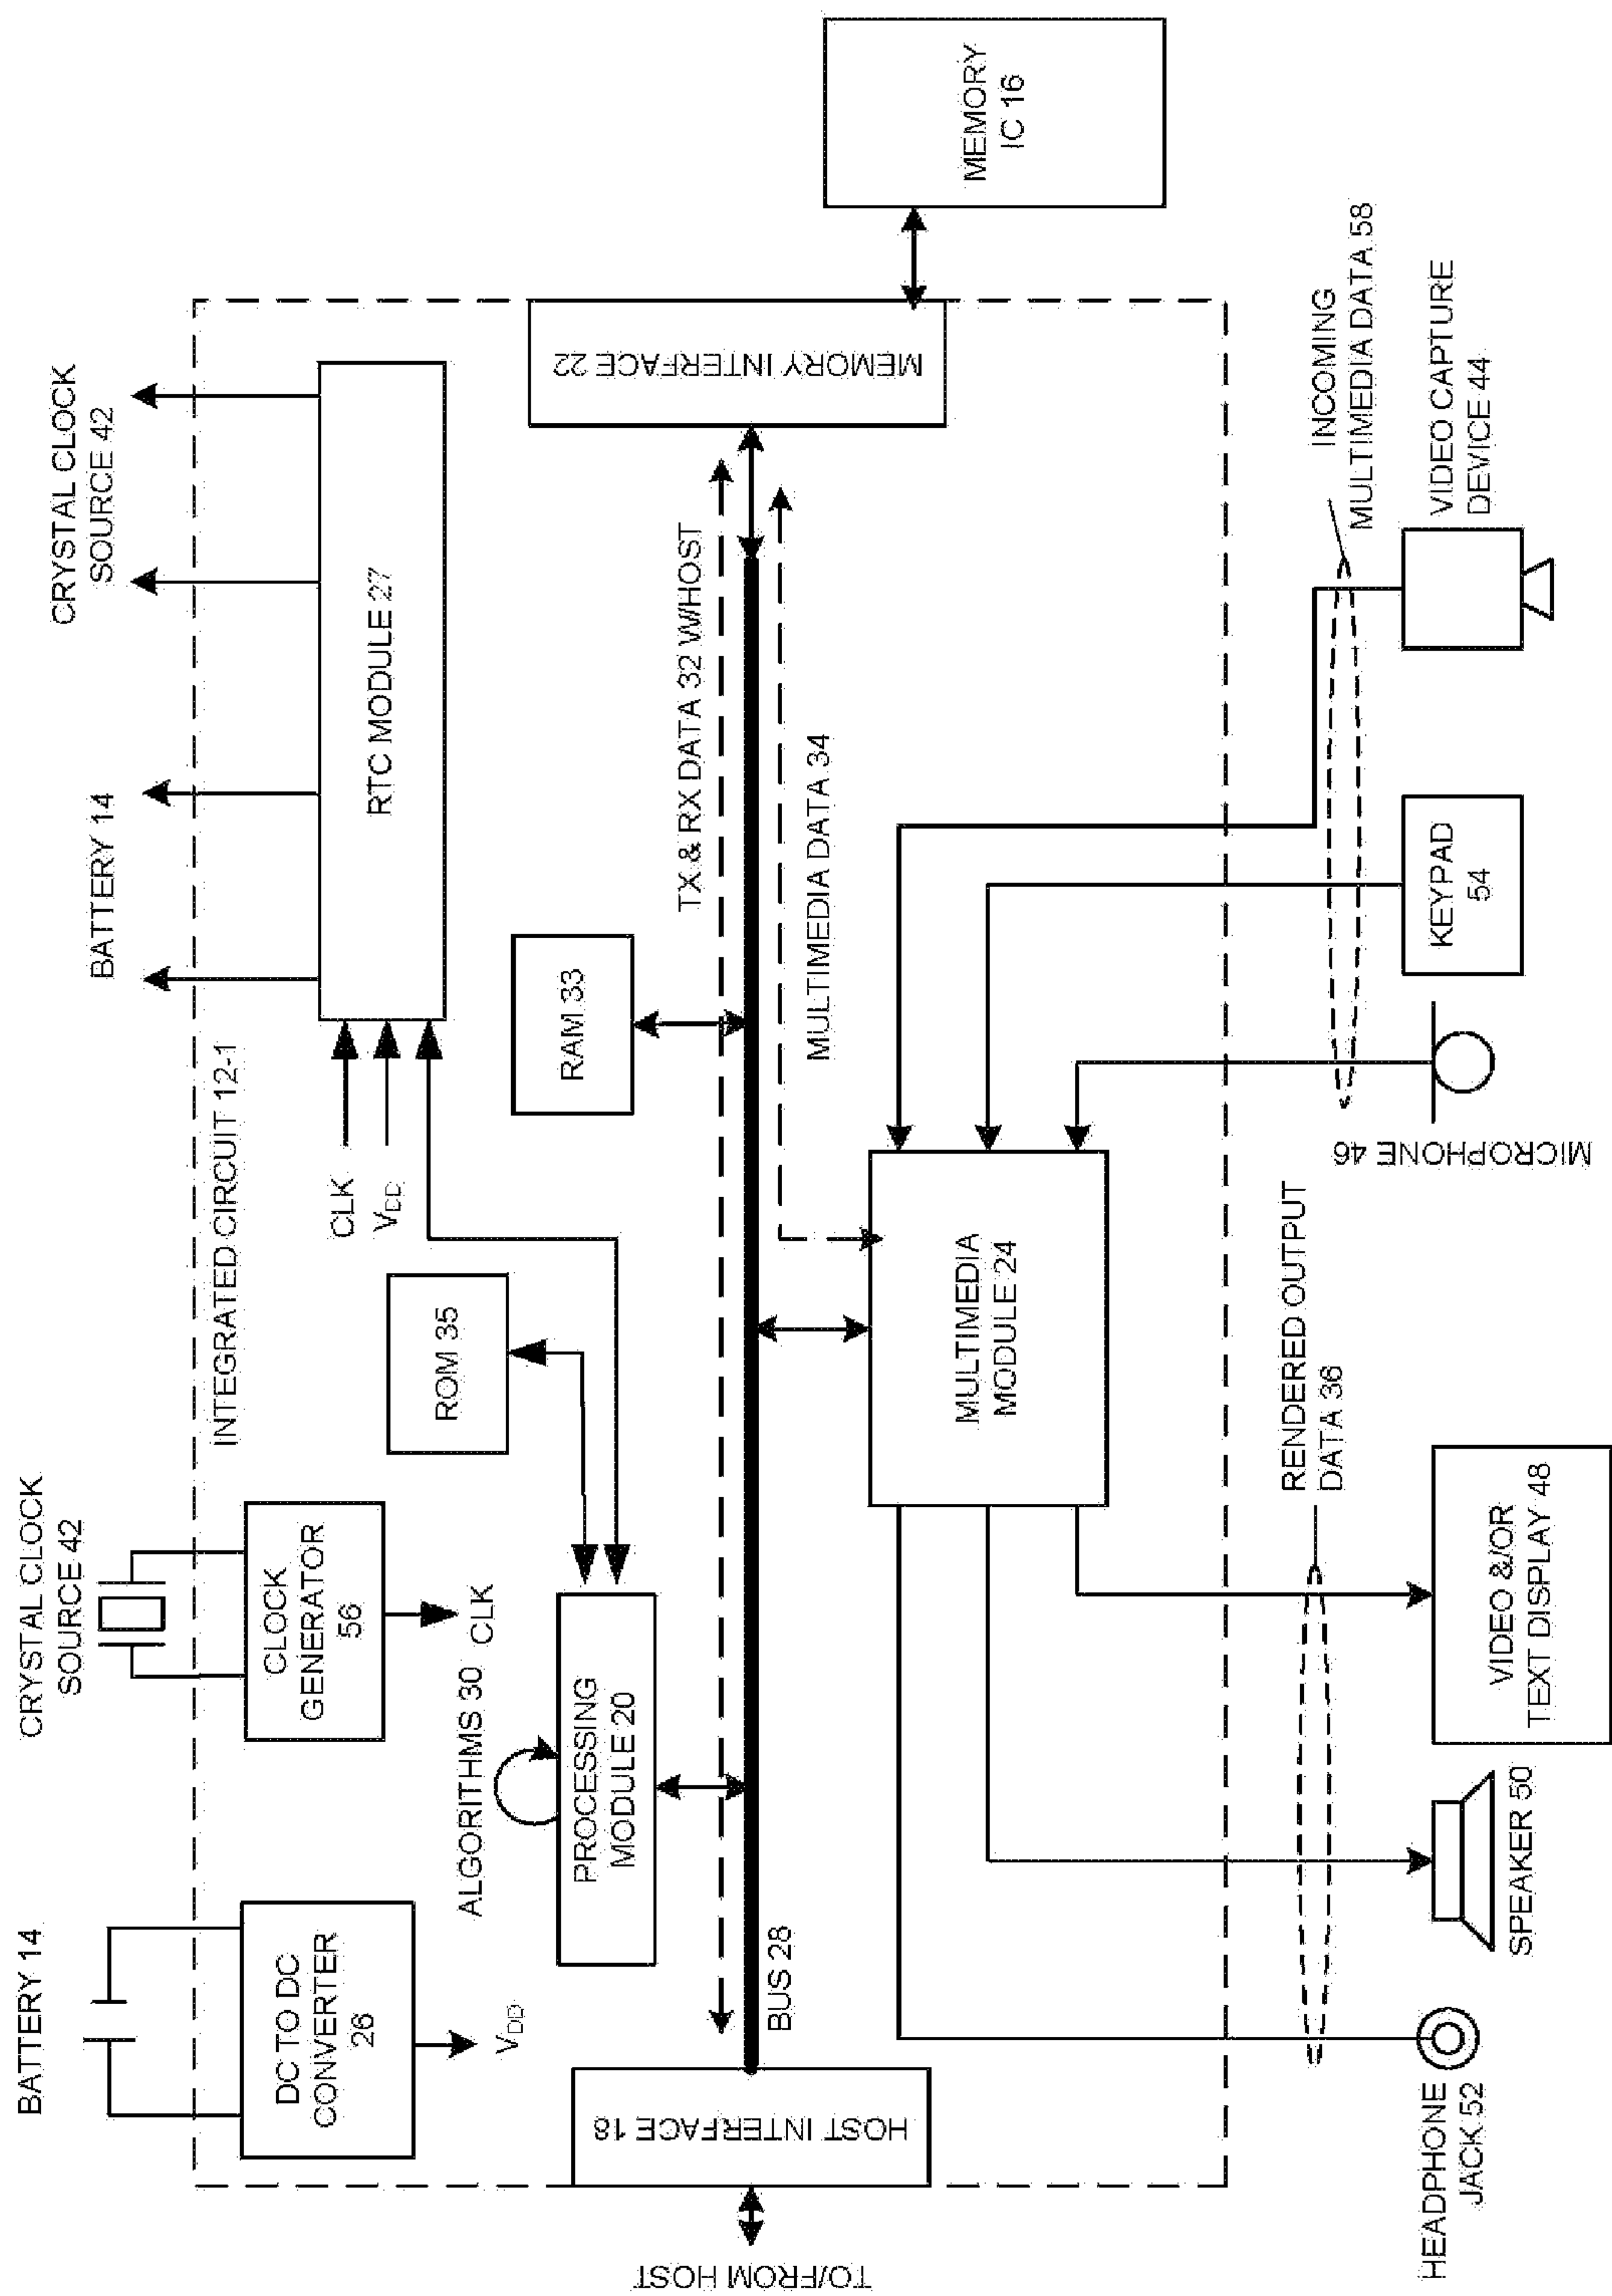 BATTERY 14
CRYSTAL CLOCK
SOURCE 42
BATTERY 14
CRYSTAL CLOCK
SOURCE 42
INTEGRATED CIRCUIT 12-1
DC TO DC
CONVERTER
26
VDD
CLOCK
GENERATOR
56
CLK
CLK
VDD
RTC MODULE 27
ROM 35
ALGORITHMS 30
PROCESSING
MODULE 20
RAM 33
TX & RX DATA 32 W/HOST
HOST INTERFACE 18
TO/FROM HOST
BUS 28
MULTIMEDIA DATA 34
MEMORY INTERFACE 22
MEMORY
IC 16
MULTIMEDIA
MODULE 24
RENDERED OUTPUT
DATA 36
INCOMING
MULTIMEDIA DATA 58
HEADPHONE
JACK 52
SPEAKER 50
VIDEO &/OR
TEXT DISPLAY 48
MICROPHONE 46
KEYPAD
54
VIDEO CAPTURE
DEVICE 44